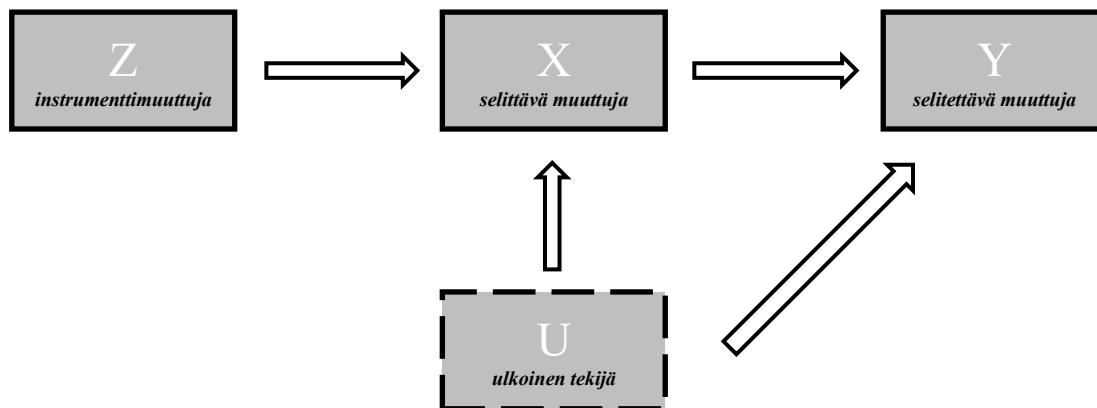 Z
instrumenttimuuttuja
X
selittävä muuttuja
Y
selitettävä muuttuja
U
ulkoinen tekijä